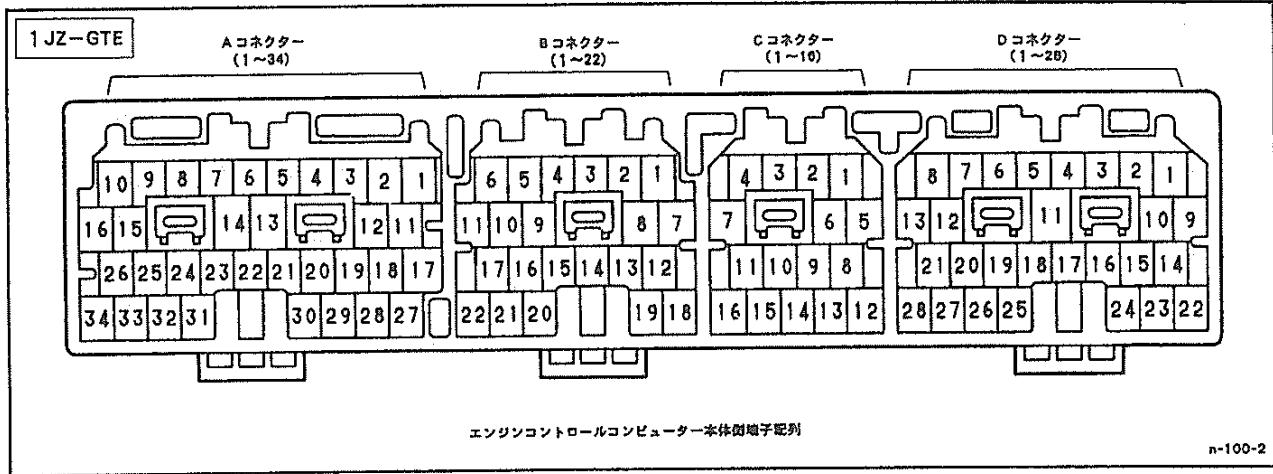 1JZ-GTE
Aコネクター
(1~34)
Bコネクター
(1~22)
Cコネクター
(1~16)
Dコネクター
(1~28)
10 9 8 7 6 5 4 3 2 1
16 15 14 13 12 11
26 25 24 23 22 21 20 19 18 17
34 33 32 31 30 29 28 27
6 5 4 3 2 1
11 10 9 8 7
17 16 15 14 13 12
22 21 20 19 18
4 3 2 1
7 6 5
11 10 9 8
16 15 14 13 12
8 7 6 5 4 3 2 1
13 12 11 10 9
21 20 19 18 17 16 15 14
28 27 26 25 24 23 22
エンジンコントロールコンピューター本体側端子配列
n-100-2